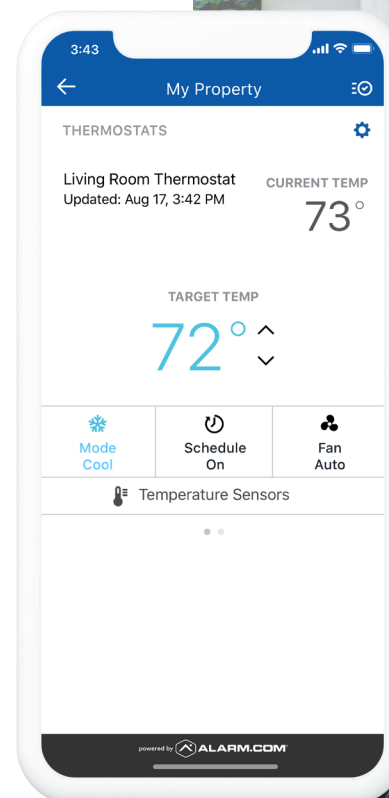 3:43
My Property
THERMOSTATS
Living Room Thermostat
Updated: Aug 17, 3:42 PM
CURRENT TEMP
73°
TARGET TEMP
72°
Mode
Cool
Schedule
On
Fan
Auto
Temperature Sensors
powered by ALARM.COM